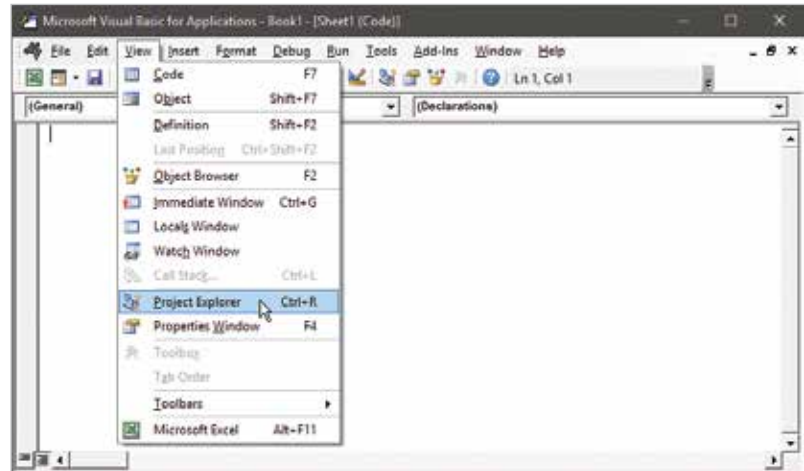 Microsoft Visual Basic for Applications - Book1 - [Sheet1 (Code)]
File Edit View Insert Format Debug Run Tools Add-Ins Window Help
Ln 1, Col 1
(General) (Declarations)
Code F7
Object Shift+F7
Definition Shift+F2
Last Position Ctrl+Shift+F2
Object Browser F2
Immediate Window Ctrl+G
Locals Window
Watch Window
Call Stack... Ctrl+L
Project Explorer Ctrl+R
Properties Window F4
Toolbox
Tab Order
Toolbars
Microsoft Excel Alt+F11